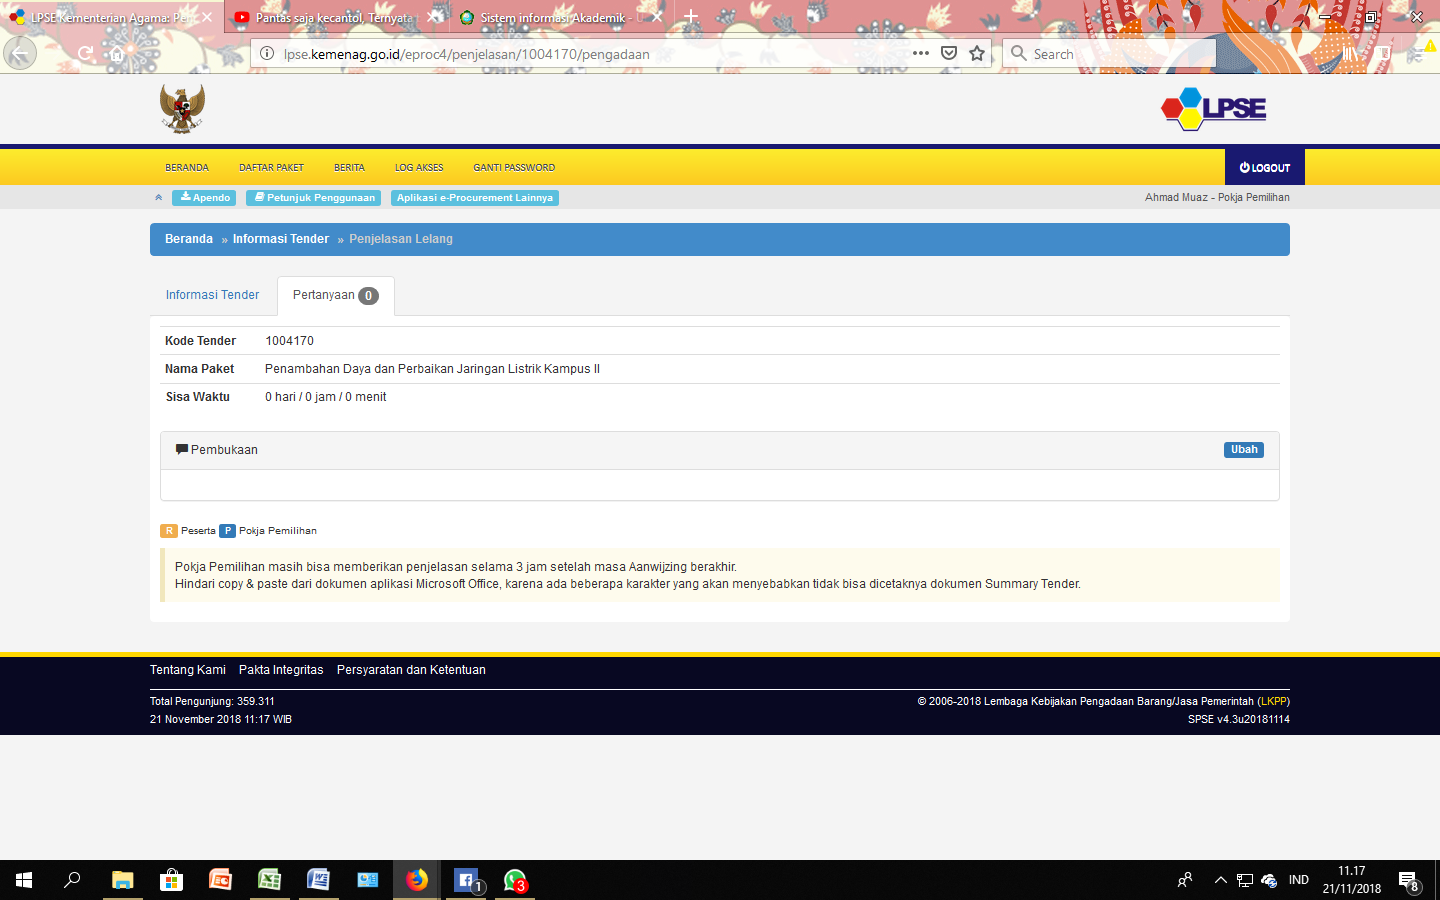 LPSE Kementerian Agama: Pe
Pantas saja kecantol, Ternyata
Sistem informasi Akademik -
lpse.kemenag.go.id/eproc4/penjelasan/1004170/pengadaan
Search
LPSE
BERANDA DAFTAR PAKET BERITA LOG AKSES GANTI PASSWORD LOGOUT
Apendo Petunjuk Penggunaan Aplikasi e-Procurement Lainnya Ahmad Muaz - Pokja Pemilihan
Beranda » Informasi Tender » Penjelasan Lelang
Informasi Tender Pertanyaan 0
Kode Tender 1004170
Nama Paket Penambahan Daya dan Perbaikan Jaringan Listrik Kampus II
Sisa Waktu 0 hari / 0 jam / 0 menit
Pembukaan Ubah
R Peserta P Pokja Pemilihan
Pokja Pemilihan masih bisa memberikan penjelasan selama 3 jam setelah masa Aanwijzing berakhir.
Hindari copy & paste dari dokumen aplikasi Microsoft Office, karena ada beberapa karakter yang akan menyebabkan tidak bisa dicetaknya dokumen Summary Tender.
Tentang Kami Pakta Integritas Persyaratan dan Ketentuan
Total Pengunjung: 359.311 © 2006-2018 Lembaga Kebijakan Pengadaan Barang/Jasa Pemerintah (LKPP)
21 November 2018 11:17 WIB SPSE v4.3u20181114
1 3 IND 11.17 8
21/11/2018